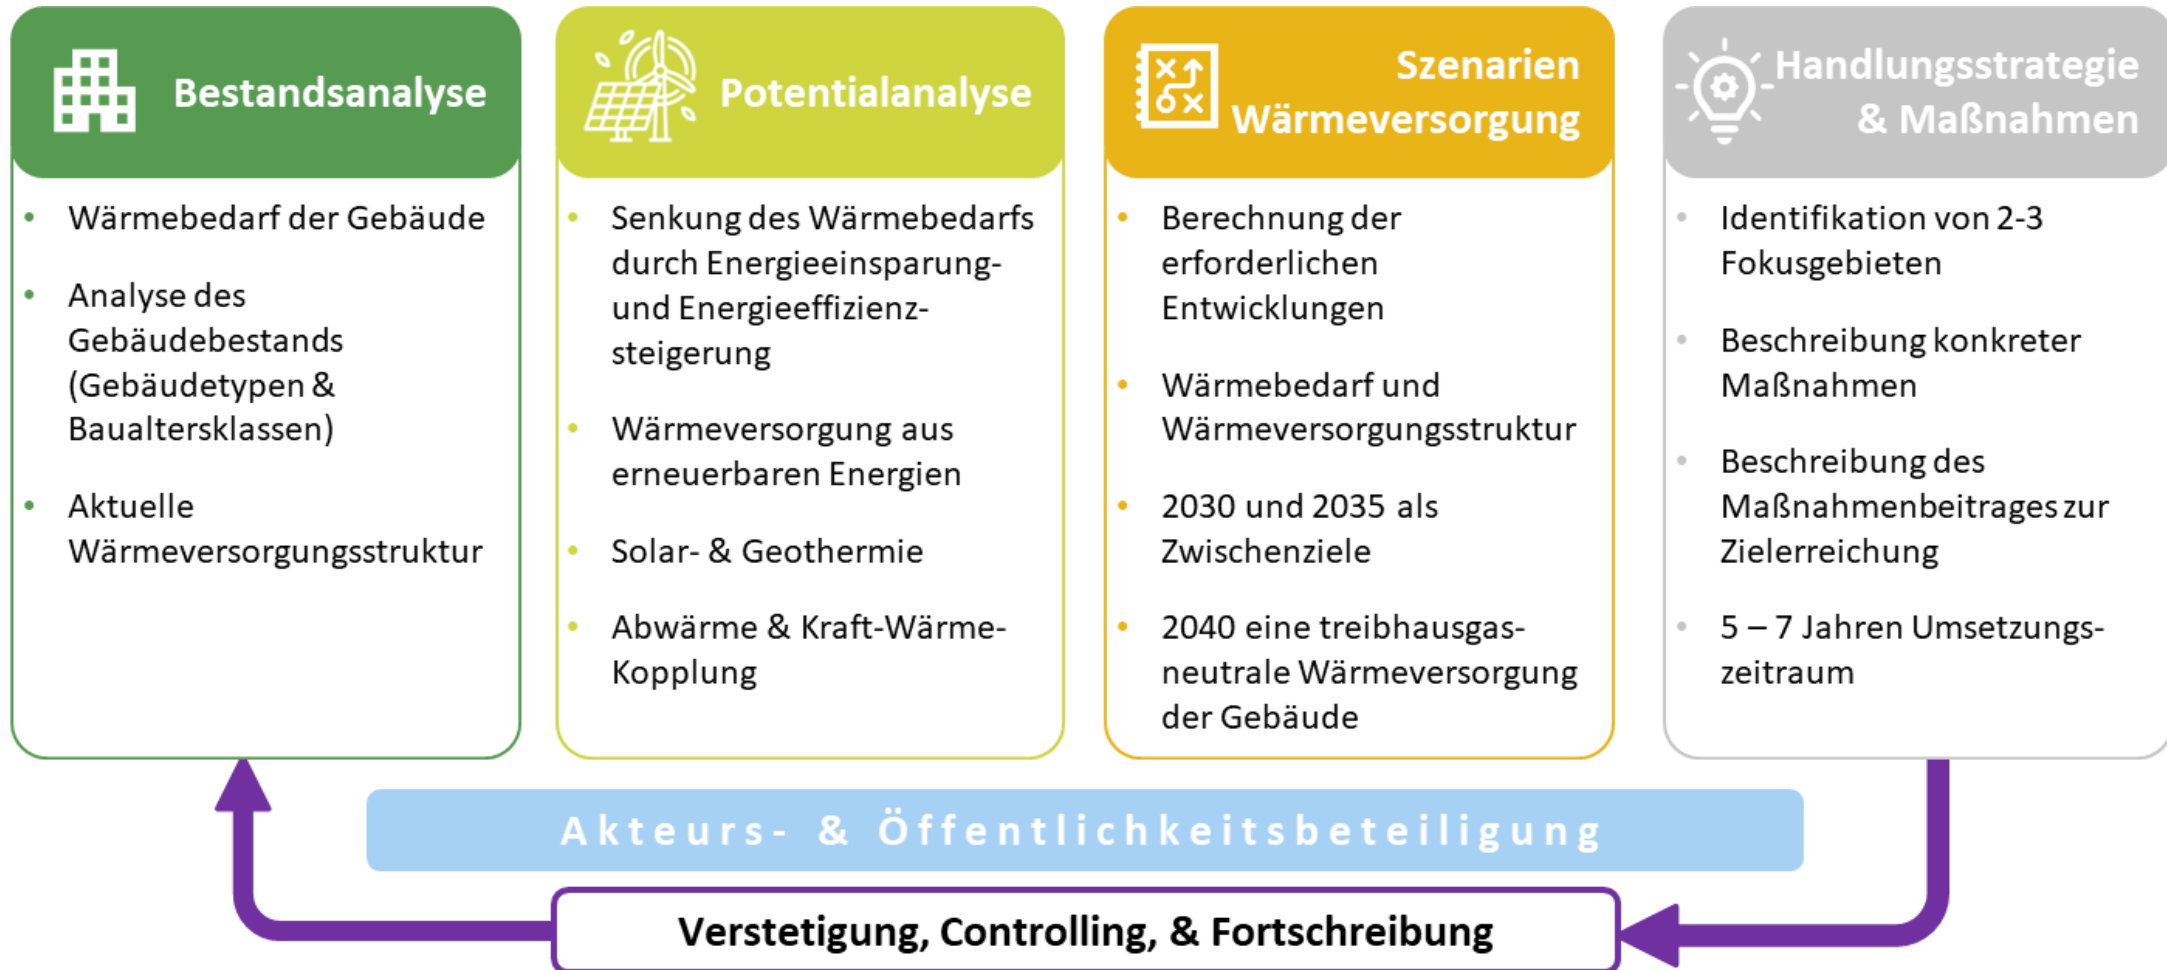 Bestandsanalyse
Wärmebedarf der Gebäude
Analyse des
Gebäudebestands
(Gebäudetypen &
Baualtersklassen)
Aktuelle
Wärmeversorgungsstruktur
Potentialanalyse
Senkung des Wärmebedarfs
durch Energieeinsparung-
und Energieeffizienz-
steigerung
Wärmeversorgung aus
erneuerbaren Energien
Solar- & Geothermie
Abwärme & Kraft-Wärme-
Kopplung
Szenarien
Wärmeversorgung
Berechnung der
erforderlichen
Entwicklungen
Wärmebedarf und
Wärmeversorgungsstruktur
2030 und 2035 als
Zwischenziele
2040 eine treibhausgas-
neutrale Wärmeversorgung
der Gebäude
Handlungsstrategie
& Maßnahmen
Identifikation von 2-3
Fokusgebieten
Beschreibung konkreter
Maßnahmen
Beschreibung des
Maßnahmenbeitrages zur
Zielerreichung
5 – 7 Jahren Umsetzungs-
zeitraum
Akteurs- & Öffentlichkeitsbeteiligung
Verstetigung, Controlling, & Fortschreibung